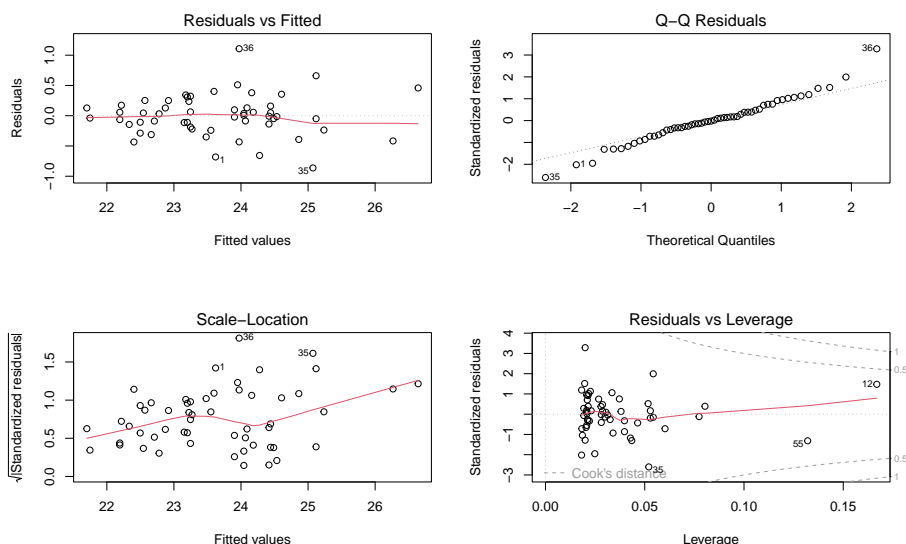 Residuals vs Fitted
Residuals
1.0
0.5
0.0
−1.0
36
1
35
22 23 24 25 26
Fitted values
Q−Q Residuals
Standardized residuals
3
2
1
0
−2
36
1
35
−2 −1 0 1 2
Theoretical Quantiles
Scale−Location
√|Standardized residuals|
1.5
1.0
0.5
0.0
36
1
35
22 23 24 25 26
Fitted values
Residuals vs Leverage
Standardized residuals
4
3
2
1
−1
−3
12
55
35
Cook's distance
1
0.5
0.5
1
0.00 0.05 0.10 0.15
Leverage